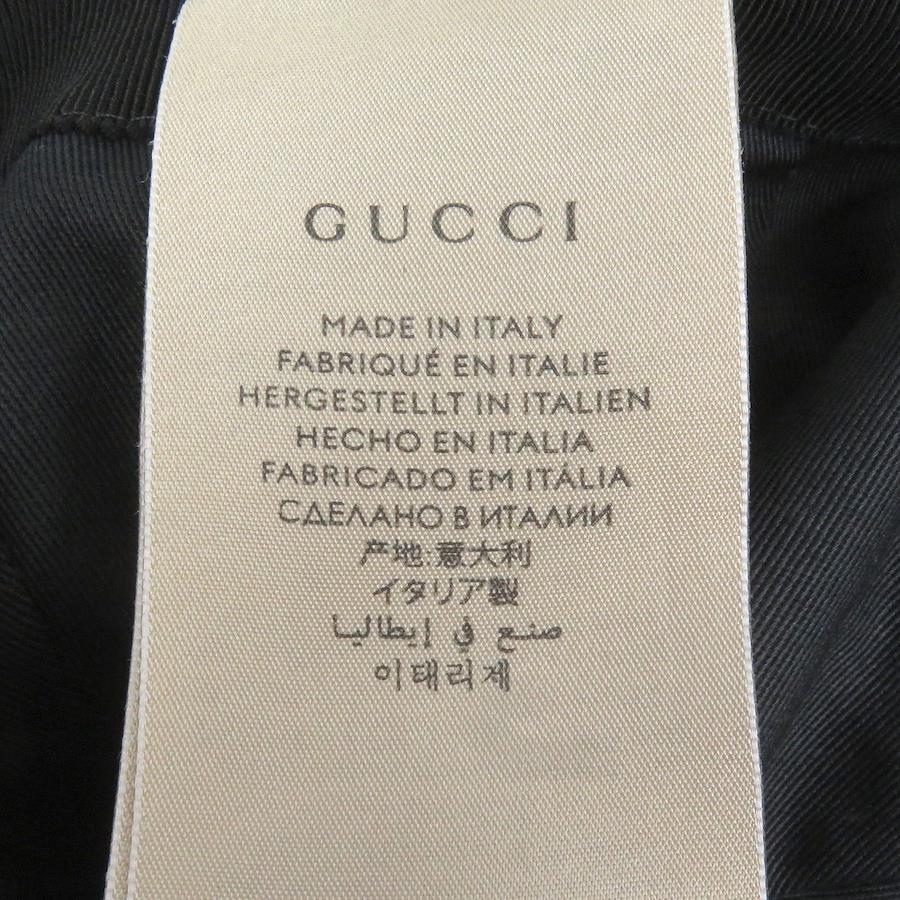 GUCCI
MADE IN ITALY
FABRIQUÉ EN ITALIE
HERGESTELLT IN ITALIEN
HECHO EN ITALIA
FABRICADO EM ITÁLIA
СДЕЛАНО В ИТАЛИИ
产地:意大利
イタリア製
صنع في إيطاليا
이태리제